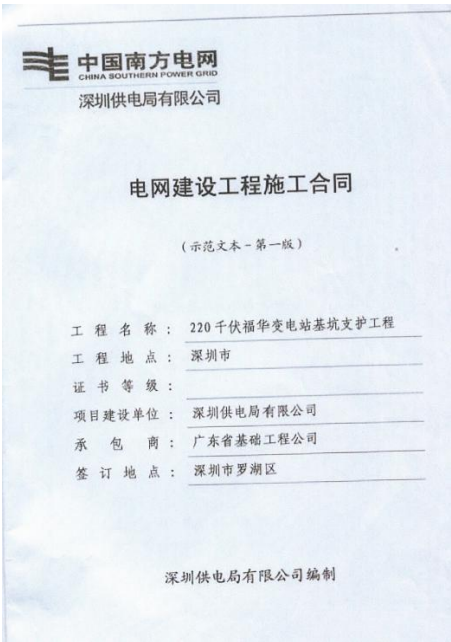 中国南方电网
CHINA SOUTHERN POWER GRID
深圳供电局有限公司
电网建设工程施工合同
(示范文本-第一版)
工程名称: 220千伏福华变电站基坑支护工程
工程地点: 深圳市
证书等级:
项目建设单位: 深圳供电局有限公司
承包商: 广东省基础工程公司
签订地点: 深圳市罗湖区
深圳供电局有限公司编制